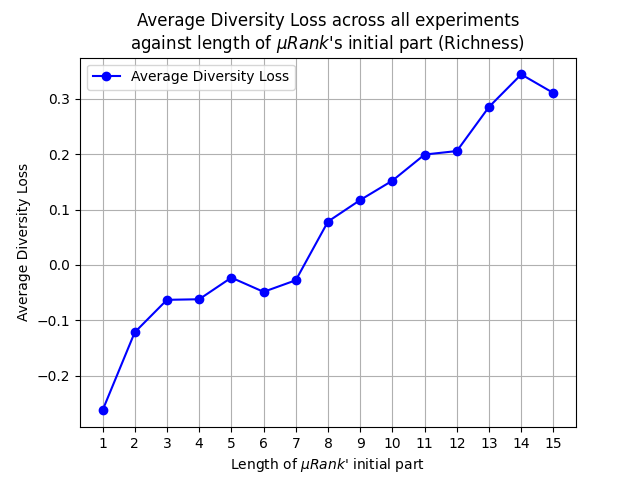 Average Diversity Loss across all experiments
against length of μRank's initial part (Richness)
Average Diversity Loss
Average Diversity Loss
0.3
0.2
0.1
0.0
−0.1
−0.2
1 2 3 4 5 6 7 8 9 10 11 12 13 14 15
Length of μRank' initial part